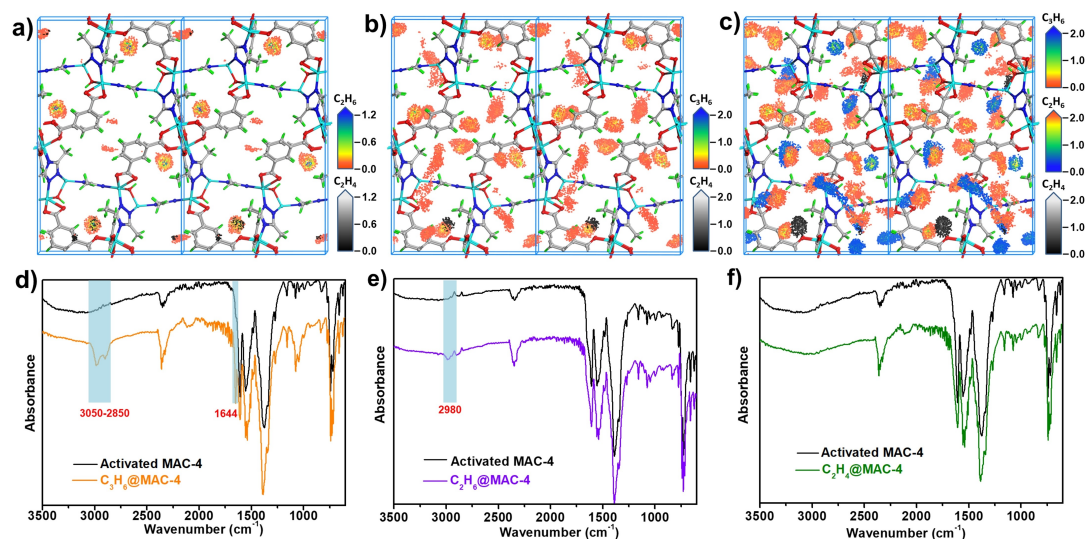 a)
C₂H₆
1.2
0.6
0.0
C₂H₄
1.2
0.6
0.0
b)
C₃H₆
1.2
0.6
0.0
C₂H₄
1.2
0.6
0.0
c)
C₃H₆
2.0
1.0
0.0
C₂H₆
2.0
1.0
0.0
C₂H₄
2.0
1.0
0.0
d)
Absorbance
3050-2850
1644
Activated MAC-4
C₃H₆@MAC-4
3500 3000 2500 2000 1500 1000
Wavenumber (cm⁻¹)
e)
Absorbance
2980
Activated MAC-4
C₂H₆@MAC-4
3500 3000 2500 2000 1500 1000
Wavenumber (cm⁻¹)
f)
Absorbance
Activated MAC-4
C₂H₄@MAC-4
3500 3000 2500 2000 1500 1000
Wavenumber (cm⁻¹)